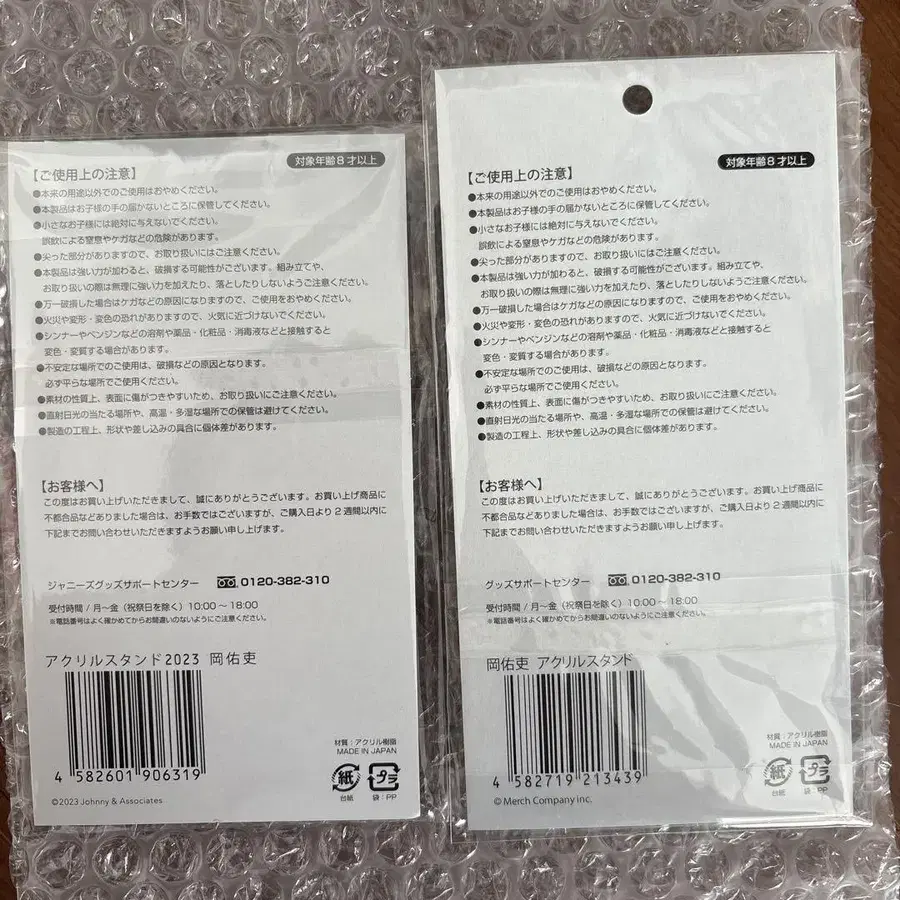 対象年齢8才以上
【ご使用上の注意】
●本来の用途以外でのご使用はおやめください。
●本製品はお子様の手の届かないところに保管してください。
●小さなお子様には絶対に与えないでください。
誤飲による窒息やケガなどの危険があります。
●尖った部分がありますので、お取り扱いにはご注意ください。
●本製品は強い力が加わると、破損する可能性がございます。組み立てや、
お取り扱いの際は無理に強い力を加えたり、落としたりしないようご注意ください。
●万一破損した場合はケガなどの原因になりますので、ご使用をおやめください。
●火災や変形・変色の恐れがありますので、火気に近づけないでください。
●シンナーやベンジンなどの溶剤や薬品・化粧品・消毒液などと接触すると
変色・変質する場合があります。
●不安定な場所でのご使用は、破損などの原因となります。
必ず平らな場所でご使用ください。
●素材の性質上、表面に傷がつきやすいため、お取り扱いにご注意ください。
●直射日光の当たる場所や、高温・多湿な場所での保管は避けてください。
●製造の工程上、形状や差し込みの具合に個体差があります。
【お客様へ】
この度はお買い上げいただきまして、誠にありがとうございます。お買い上げ商品に
不都合品などありました場合は、お手数ではございますが、ご購入日より2週間以内に
下記までお問い合わせいただきますようお願い申し上げます。
ジャニーズグッズサポートセンター 0120-382-310
受付時間/月～金(祝祭日を除く)10:00～18:00
※電話番号はよく確かめてからお間違いのないようにご注意ください。
アクリルスタンド2023 岡佑吏
4 582601 906319
材質:アクリル樹脂
MADE IN JAPAN
紙 プラ
台紙 袋:PP
©2023 Johnny & Associates
対象年齢8才以上
【ご使用上の注意】
●本来の用途以外でのご使用はおやめください。
●本製品はお子様の手の届かないところに保管してください。
●小さなお子様には絶対に与えないでください。
誤飲による窒息やケガなどの危険があります。
●尖った部分がありますので、お取り扱いにはご注意ください。
●本製品は強い力が加わると、破損する可能性がございます。組み立てや、
お取り扱いの際は無理に強い力を加えたり、落としたりしないようご注意ください。
●万一破損した場合はケガなどの原因になりますので、ご使用をおやめください。
●火災や変形・変色の恐れがありますので、火気に近づけないでください。
●シンナーやベンジンなどの溶剤や薬品・化粧品・消毒液などと接触すると
変色・変質する場合があります。
●不安定な場所でのご使用は、破損などの原因となります。
必ず平らな場所でご使用ください。
●素材の性質上、表面に傷がつきやすいため、お取り扱いにご注意ください。
●直射日光の当たる場所や、高温・多湿な場所での保管は避けてください。
●製造の工程上、形状や差し込みの具合に個体差があります。
【お客様へ】
この度はお買い上げいただきまして、誠にありがとうございます。お買い上げ商品に
不都合品などありました場合は、お手数ではございますが、ご購入日より2週間以内に
下記までお問い合わせいただきますようお願い申し上げます。
グッズサポートセンター 0120-382-310
受付時間/月～金(祝祭日を除く)10:00～18:00
※電話番号はよく確かめてからお間違いのないようにご注意ください。
岡佑吏 アクリルスタンド
4 582719 213439
材質:アクリル樹脂
MADE IN JAPAN
紙 プラ
台紙 袋:PP
© Merch Company inc.